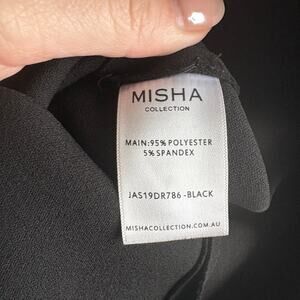 MISHA
COLLECTION
MAIN:95% POLYESTER
5% SPANDEX
JAS19DR786-BLACK
MISHACOLLECTION.COM.AU